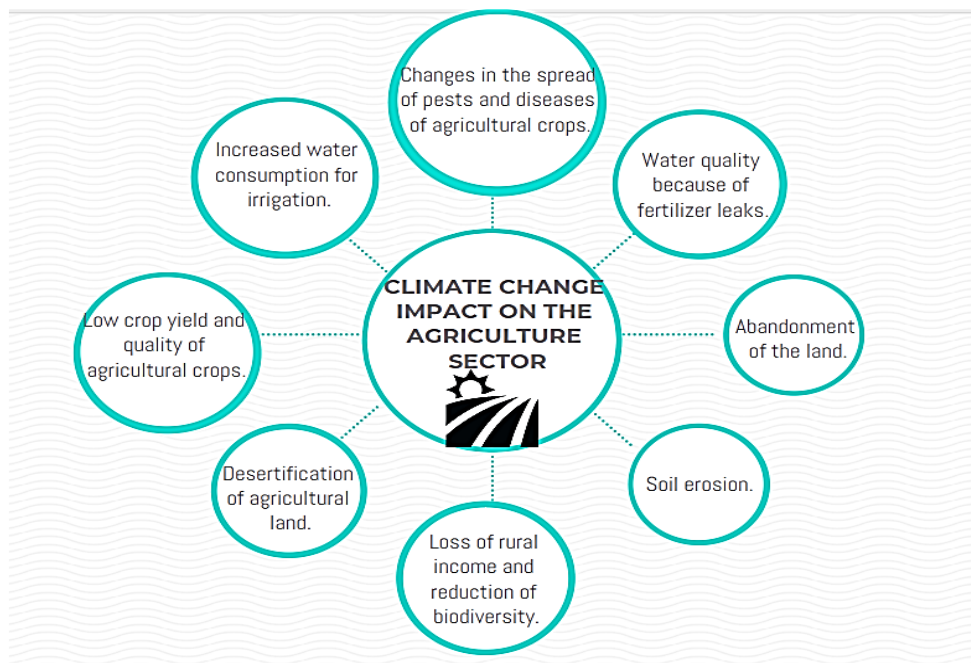 Changes in the spread
of pests and diseases
of agricultural crops.
Water quality
because of
fertilizer leaks.
Abandonment
of the land.
Soil erosion.
Loss of rural
income and
reduction of
biodiversity.
Desertification
of agricultural
land.
Low crop yield and
quality of
agricultural crops.
Increased water
consumption for
irrigation.
CLIMATE CHANGE
IMPACT ON THE
AGRICULTURE
SECTOR